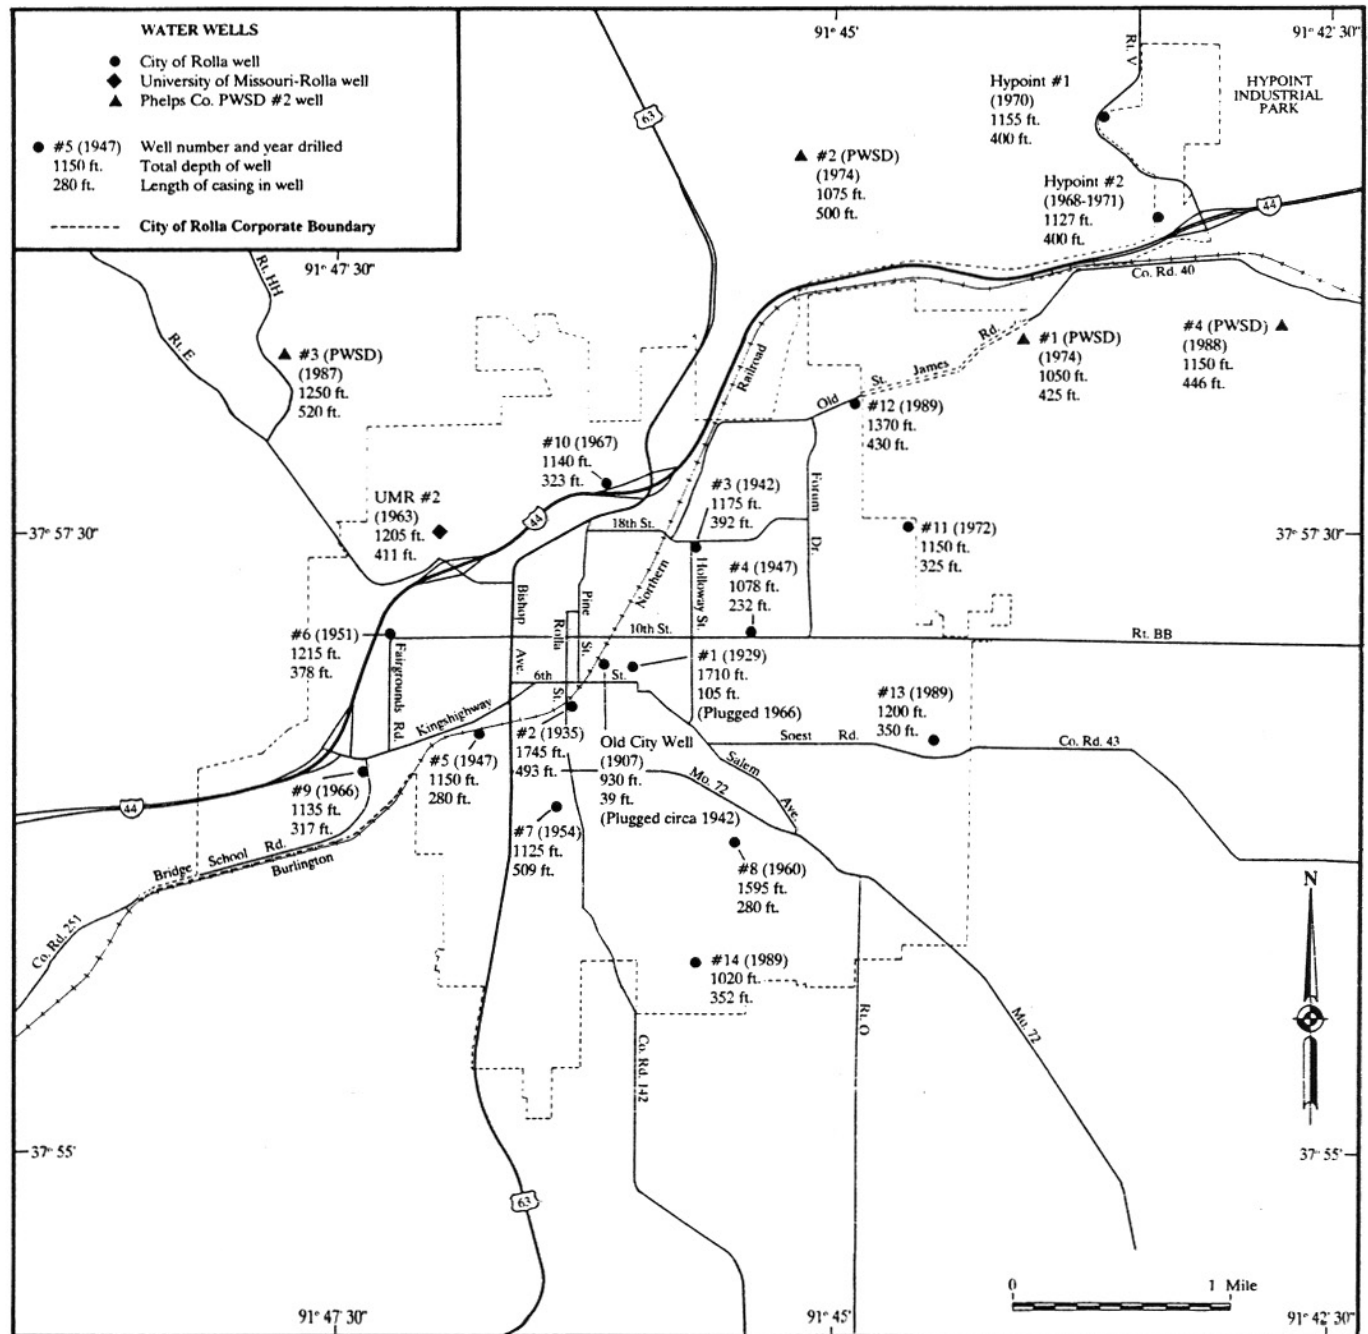 WATER WELLS
City of Rolla well
University of Missouri-Rolla well
Phelps Co. PWSD #2 well
#5 (1947) Well number and year drilled
1150 ft. Total depth of well
280 ft. Length of casing in well
City of Rolla Corporate Boundary
91° 45'
91° 42' 30"
Rt. V
HYPOINT
INDUSTRIAL
PARK
Hypoint #1
(1970)
1155 ft.
400 ft.
63
#2 (PWSD)
(1974)
1075 ft.
500 ft.
Hypoint #2
(1968-1971)
1127 ft.
400 ft.
44
91° 47' 30"
Rt. HH
Rt. E
Co. Rd. 40
#3 (PWSD)
(1987)
1250 ft.
520 ft.
Railroad
#1 (PWSD)
(1974)
1050 ft.
425 ft.
#4 (PWSD)
(1988)
1150 ft.
446 ft.
Old St. James Rd.
#12 (1989)
1370 ft.
430 ft.
#10 (1967)
1140 ft.
323 ft.
#3 (1942)
1175 ft.
392 ft.
Forum Dr.
UMR #2
(1963)
1205 ft.
411 ft.
44
18th St.
37° 57' 30"
#11 (1972)
1150 ft.
325 ft.
37° 57' 30"
Northern
Holloway St.
#4 (1947)
1078 ft.
232 ft.
Bishop Ave.
Pine St.
Rolla St.
10th St.
Rt. BB
#6 (1951)
1215 ft.
378 ft.
Fairgrounds Rd.
#1 (1929)
1710 ft.
105 ft.
(Plugged 1966)
6th St.
Kingshighway
#13 (1989)
1200 ft.
350 ft.
#2 (1935)
1745 ft.
493 ft.
Old City Well
(1907)
930 ft.
39 ft.
(Plugged circa 1942)
Soest Rd.
Co. Rd. 43
#5 (1947)
1150 ft.
280 ft.
Salem Ave.
Mo. 72
#9 (1966)
1135 ft.
317 ft.
44
#7 (1954)
1125 ft.
509 ft.
Bridge School Rd.
Burlington
#8 (1960)
1595 ft.
280 ft.
N
Co. Rd. 251
#14 (1989)
1020 ft.
352 ft.
Rt. O
Mo. 72
Co. Rd. 142
37° 55'
37° 55'
63
0 1 Mile
91° 47' 30"
91° 45'
91° 42' 30"